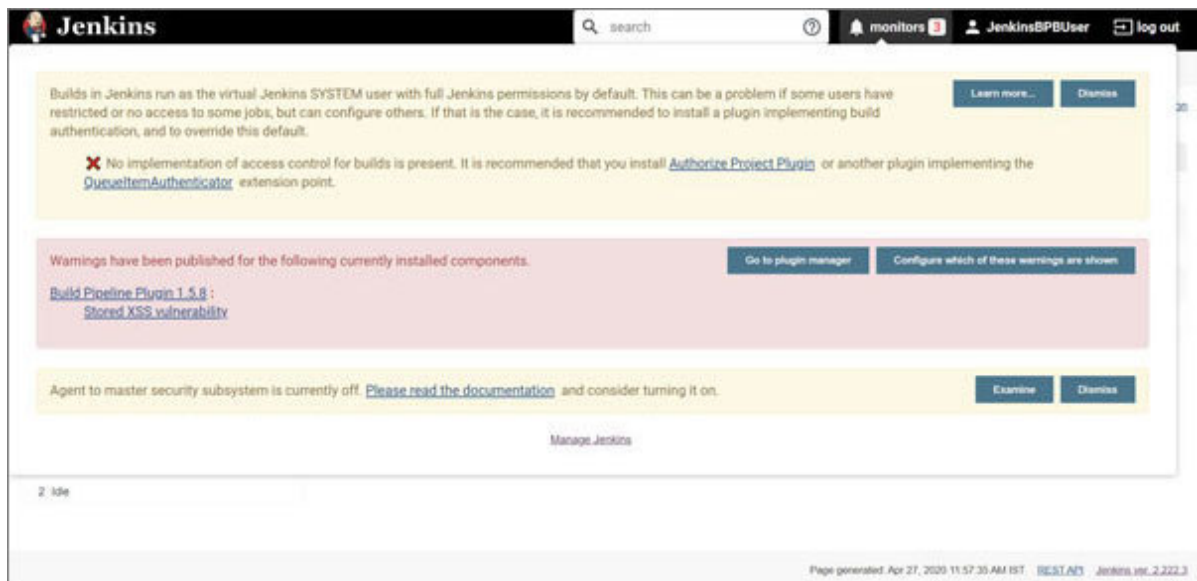 Jenkins
search
monitors 3
JenkinsBPBUser
log out
Builds in Jenkins run as the virtual Jenkins SYSTEM user with full Jenkins permissions by default. This can be a problem if some users have
restricted or no access to some jobs, but can configure others. If that is the case, it is recommended to install a plugin implementing build
authentication, and to override this default.
Learn more...
Dismiss
No implementation of access control for builds is present. It is recommended that you install Authorize Project Plugin or another plugin implementing the
QueueItemAuthenticator extension point.
Warnings have been published for the following currently installed components.
Go to plugin manager
Configure which of these warnings are shown
Build Pipeline Plugin 1.5.8 :
Stored XSS vulnerability
Agent to master security subsystem is currently off. Please read the documentation and consider turning it on.
Examine
Dismiss
Manage Jenkins
2 Idle
Page generated: Apr 27, 2020 11:57:35 AM IST REST API Jenkins ver. 2.222.3